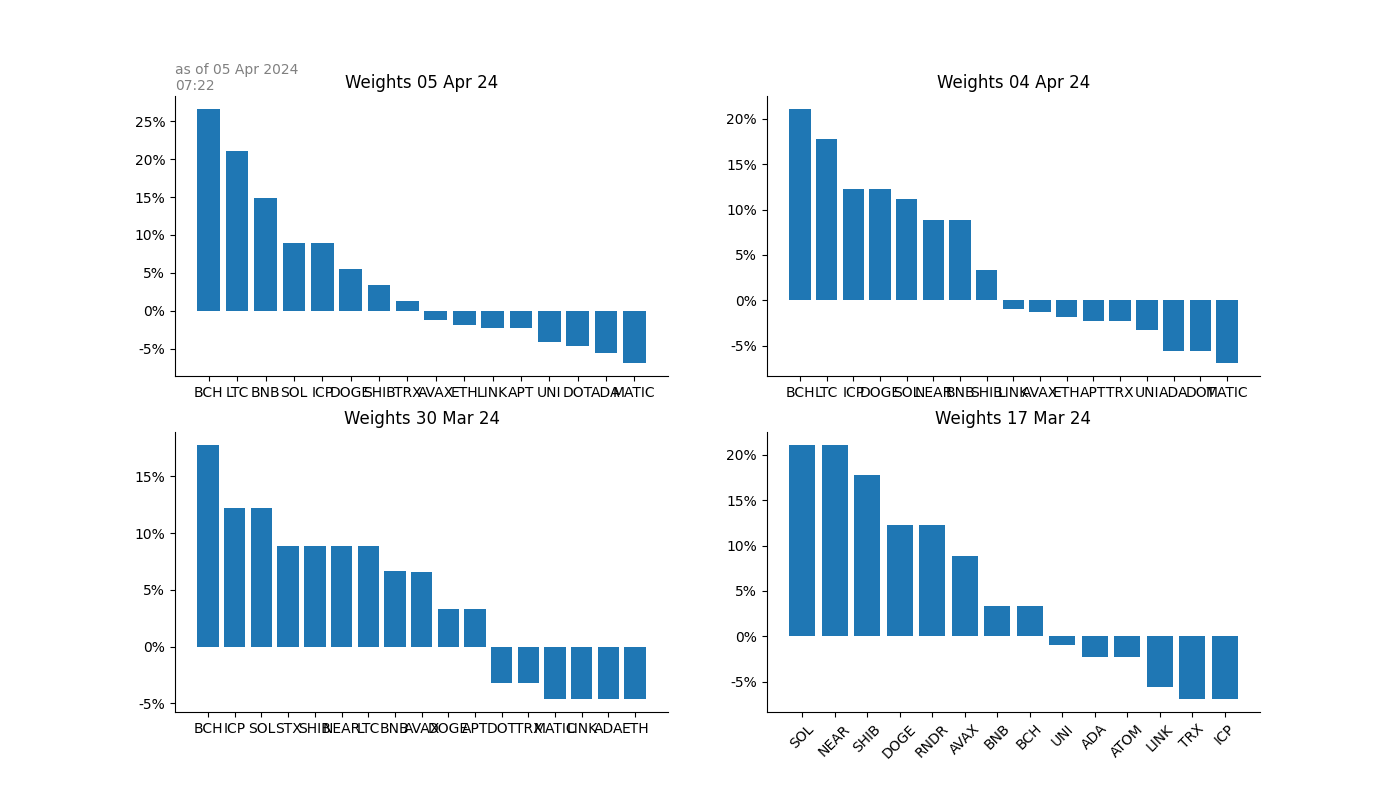 as of 05 Apr 2024
07:22
Weights 05 Apr 24
25%
20%
15%
10%
5%
0%
-5%
BCH LTC BNB SOL ICP DOGE SHIB TRX AVAX ETH LINK APT UNI DOT ADA MATIC
Weights 04 Apr 24
20%
15%
10%
5%
0%
-5%
BCH LTC ICP DOGE SOL NEAR BNB SHIB LINK AVAX ETH APT TRX UNI ADA DOT MATIC
Weights 30 Mar 24
15%
10%
5%
0%
-5%
BCH ICP SOL STX SHIB NEAR LTC BNB AVAX DOGE APT DOT TRX MATIC LINK ADA ETH
Weights 17 Mar 24
20%
15%
10%
5%
0%
-5%
SOL NEAR SHIB DOGE RNDR AVAX BNB BCH UNI ADA ATOM LINK TRX ICP